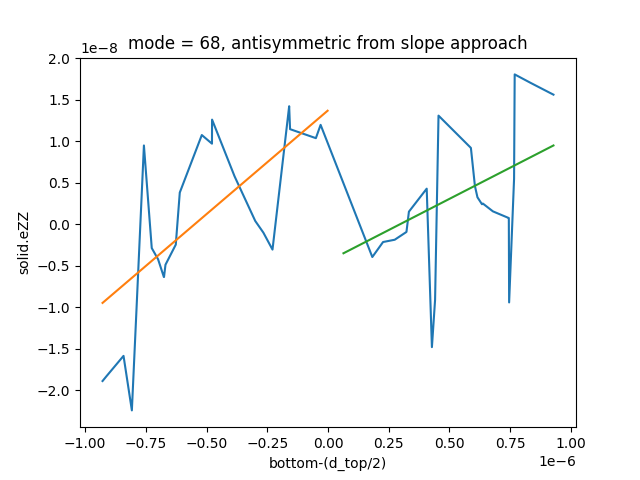 1e−8
mode = 68, antisymmetric from slope approach
2.0
1.5
1.0
0.5
0.0
−0.5
−1.0
−1.5
−2.0
solid.eZZ
−1.00 −0.75 −0.50 −0.25 0.00 0.25 0.50 0.75 1.00
bottom-(d_top/2)
1e−6